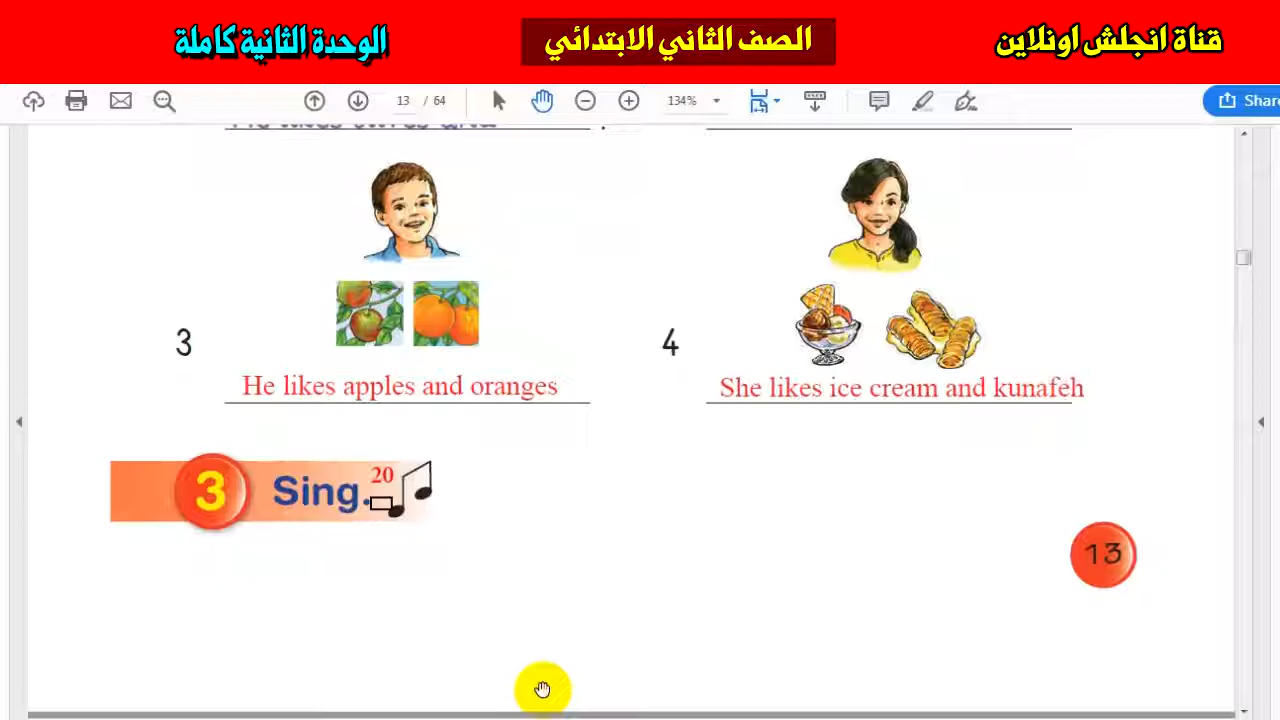 قناة انجلش اونلاين
الصف الثاني الابتدائي
الوحدة الثانية كاملة
13 / 64
134%
Share
3
He likes apples and oranges
4
She likes ice cream and kunafeh
3 Sing. 20
13